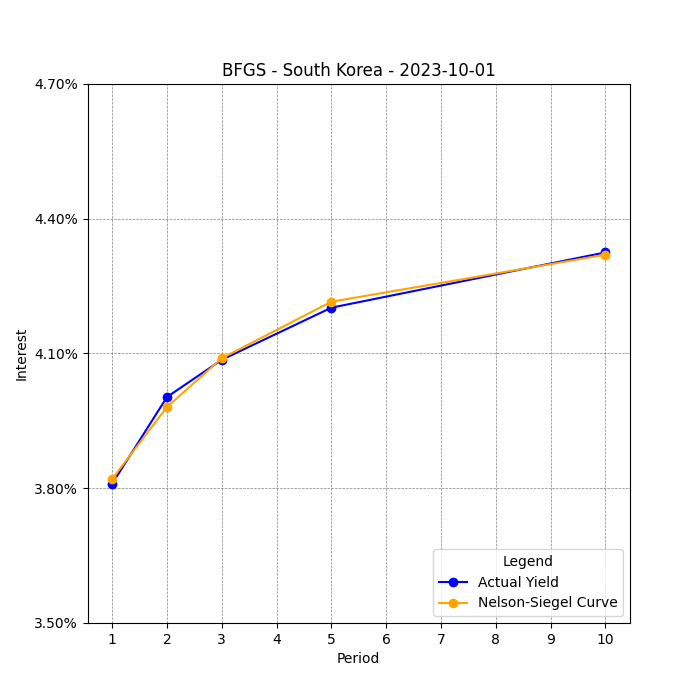 BFGS - South Korea - 2023-10-01
4.70%
4.40%
4.10%
3.80%
3.50%
Interest
1 2 3 4 5 6 7 8 9 10
Period
Legend
Actual Yield
Nelson-Siegel Curve